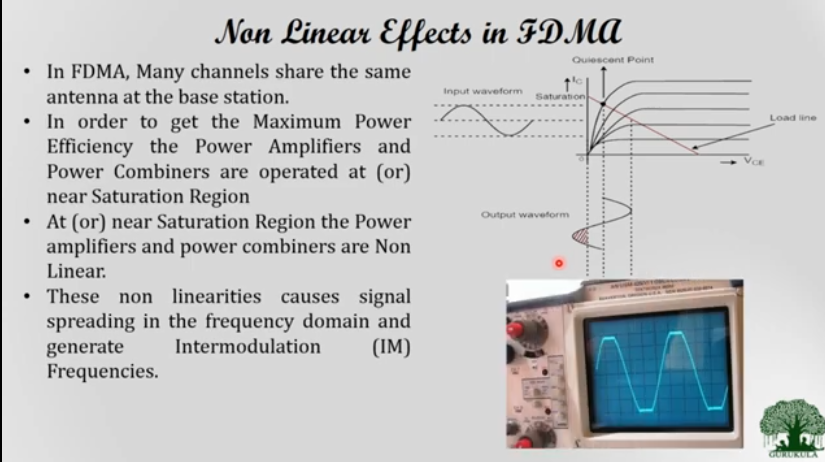 Non Linear Effects in FDMA
• In FDMA, Many channels share the same
antenna at the base station.
• In order to get the Maximum Power
Efficiency the Power Amplifiers and
Power Combiners are operated at (or)
near Saturation Region
• At (or) near Saturation Region the Power
amplifiers and power combiners are Non
Linear.
• These non linearities causes signal
spreading in the frequency domain and
generate Intermodulation (IM)
Frequencies.
Quiescent Point
Input waveform
IC
Saturation
Load line
0
VCE
Output waveform
GURUKULA